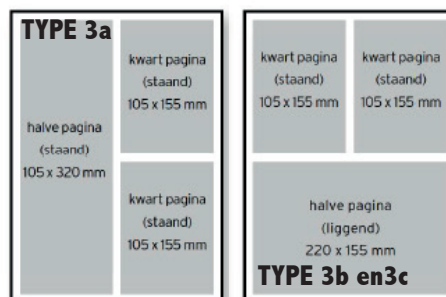 TYPE 3a
halve pagina
(staand)
105 x 320 mm
kwart pagina
(staand)
105 x 155 mm
kwart pagina
(staand)
105 x 155 mm
kwart pagina
(staand)
105 x 155 mm
kwart pagina
(staand)
105 x 155 mm
halve pagina
(liggend)
220 x 155 mm
TYPE 3b en3c